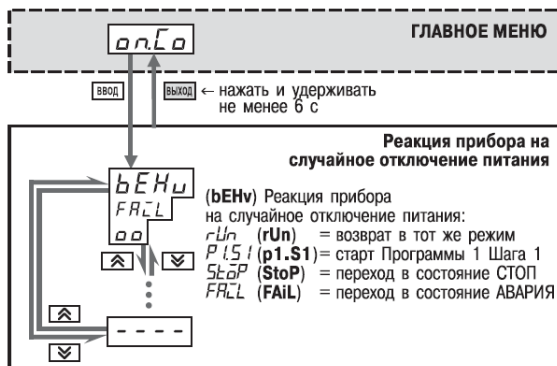 ГЛАВНОЕ МЕНЮ
on.Co
ВВОД ВЫХОД ← нажать и удерживать
не менее 6 с
Реакция прибора на
случайное отключение питания
bEHv
FAiL
oo
(bEHv) Реакция прибора
на случайное отключение питания:
rUn (rUn) = возврат в тот же режим
P1.S1 (p1.S1) = старт Программы 1 Шага 1
StoP (StoP) = переход в состояние СТОП
FAiL (FAiL) = переход в состояние АВАРИЯ
- - - -